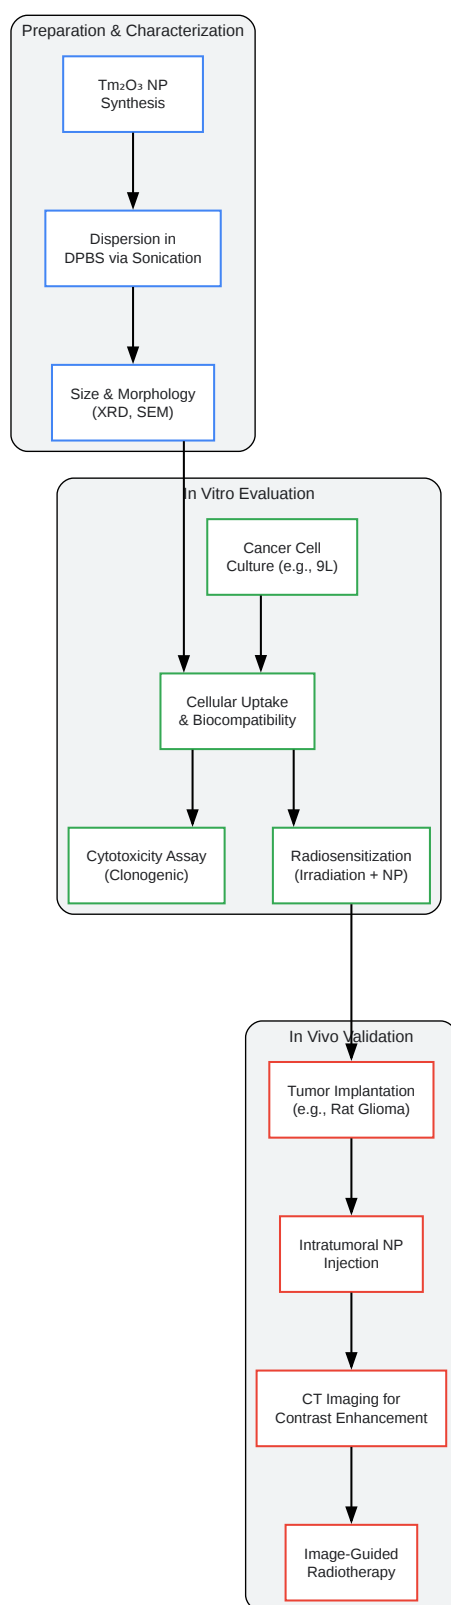 Preparation & Characterization
Tm₂O₃ NP
Synthesis
Dispersion in
DPBS via Sonication
Size & Morphology
(XRD, SEM)
In Vitro Evaluation
Cancer Cell
Culture (e.g., 9L)
Cellular Uptake
& Biocompatibility
Cytotoxicity Assay
(Clonogenic)
Radiosensitization
(Irradiation + NP)
In Vivo Validation
Tumor Implantation
(e.g., Rat Glioma)
Intratumoral NP
Injection
CT Imaging for
Contrast Enhancement
Image-Guided
Radiotherapy